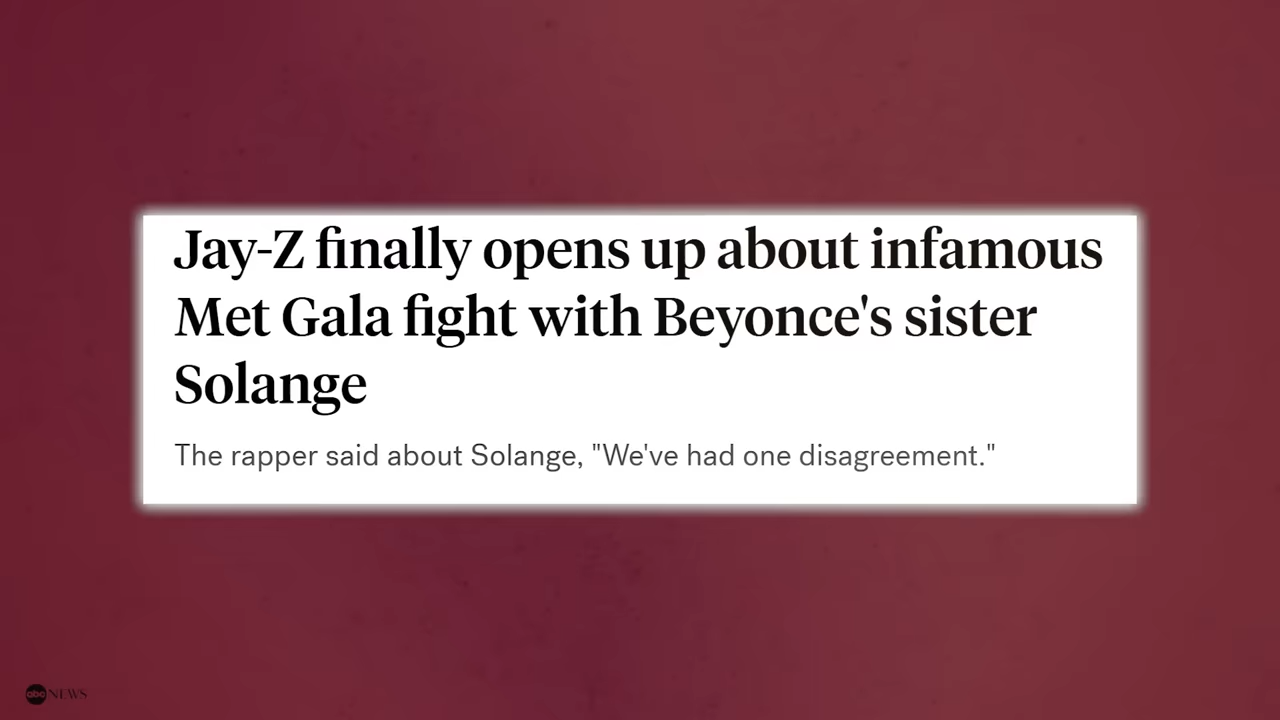 Jay-Z finally opens up about infamous
Met Gala fight with Beyonce's sister
Solange
The rapper said about Solange, "We've had one disagreement."
abc NEWS